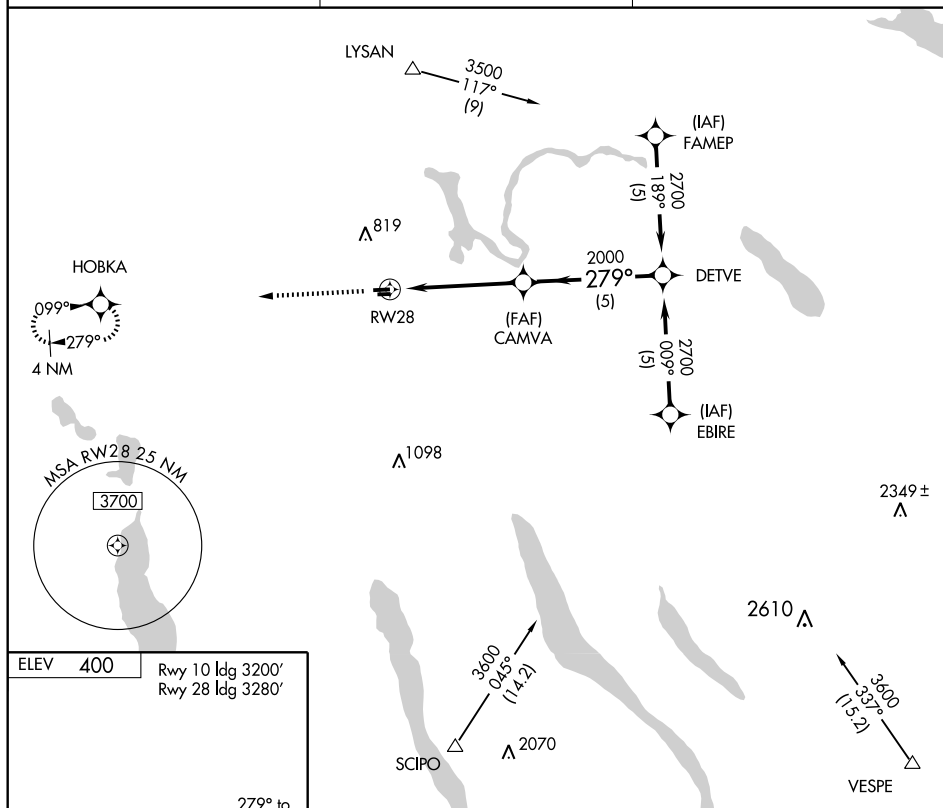 LYSAN
3500
117°
(9)
(IAF)
FAMEP
2700
189°
(5)
819
HOBKA
099°
279°
4 NM
RW28
2000
279°
(5)
DETVE
(FAF)
CAMVA
2700
009°
(5)
(IAF)
EBIRE
1098
MSA RW28 25 NM
3700
2349 ±
2610
ELEV 400
Rwy 10 ldg 3200'
Rwy 28 ldg 3280'
3600
045°
(14.2)
SCIPO
2070
3600
337°
(15.2)
VESPE
279° to